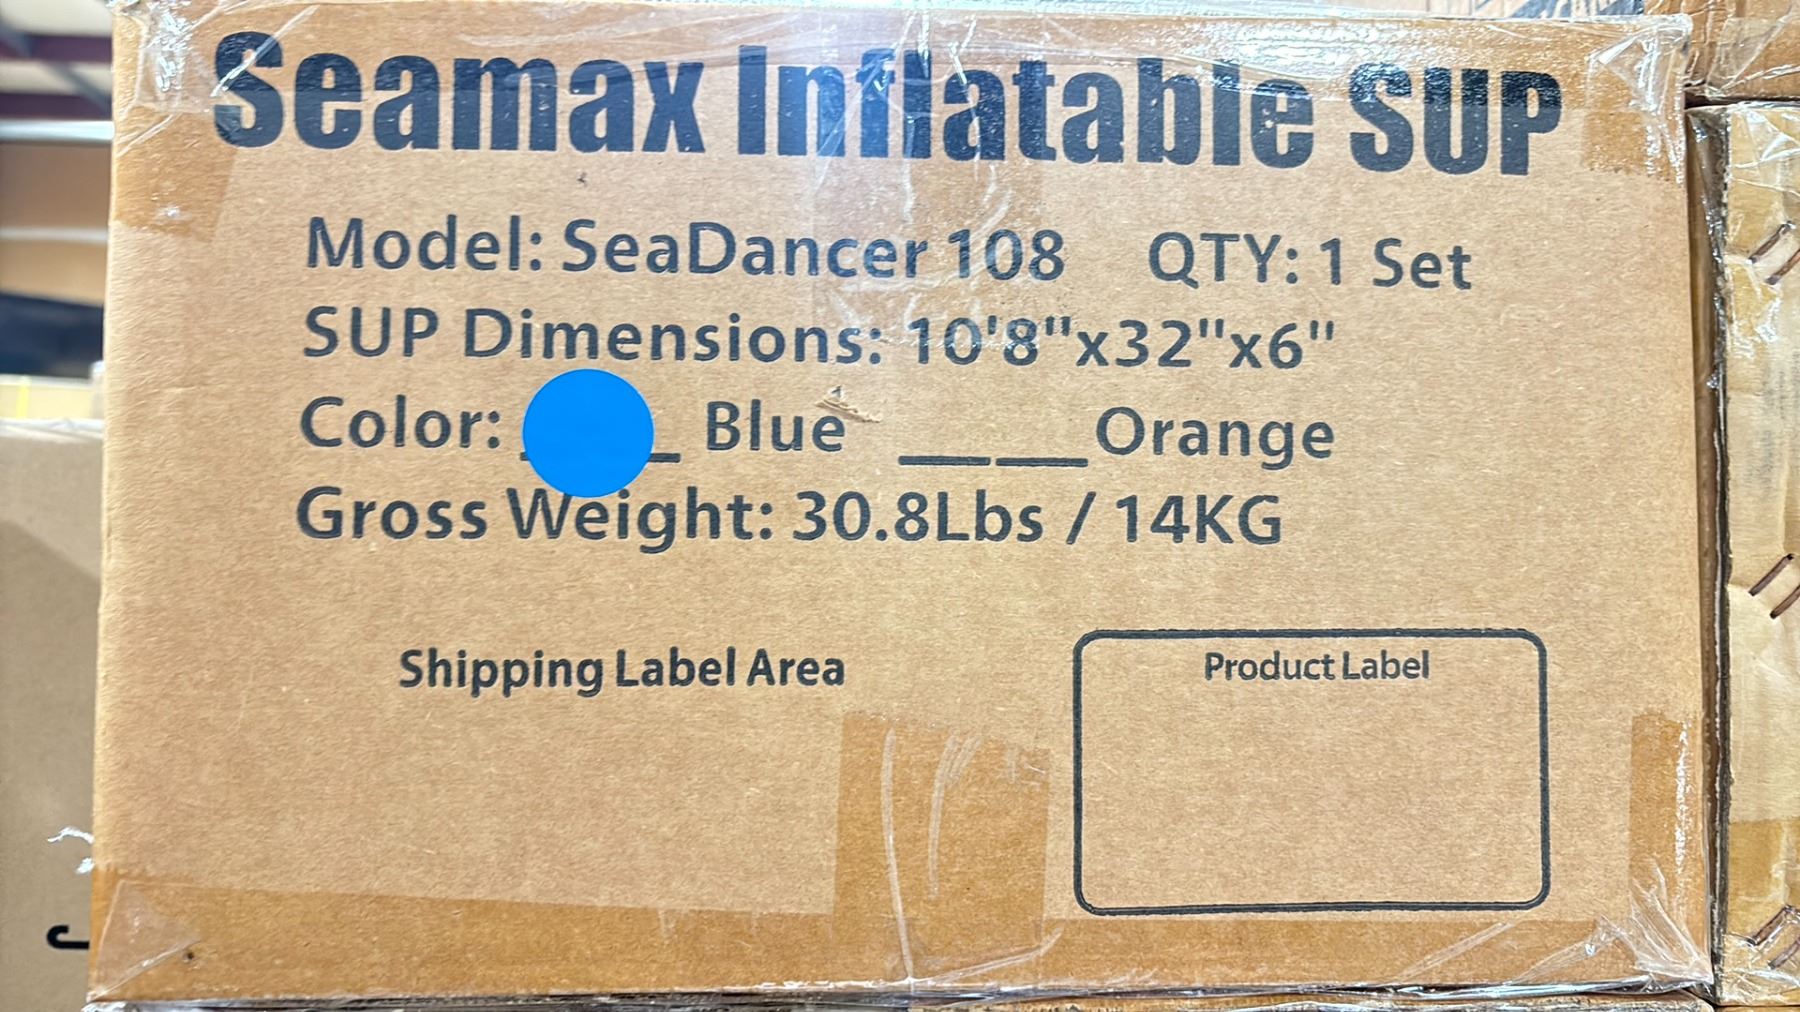 Seamax Inflatable SUP
Model: SeaDancer 108 QTY: 1 Set
SUP Dimensions: 10'8"x32"x6"
Color: Blue Orange
Gross Weight: 30.8Lbs / 14KG
Shipping Label Area
Product Label